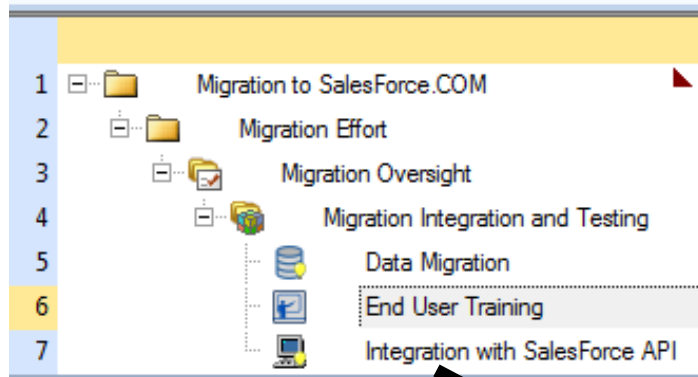 1 Migration to SalesForce.COM
2 Migration Effort
3 Migration Oversight
4 Migration Integration and Testing
5 Data Migration
6 End User Training
7 Integration with SalesForce API